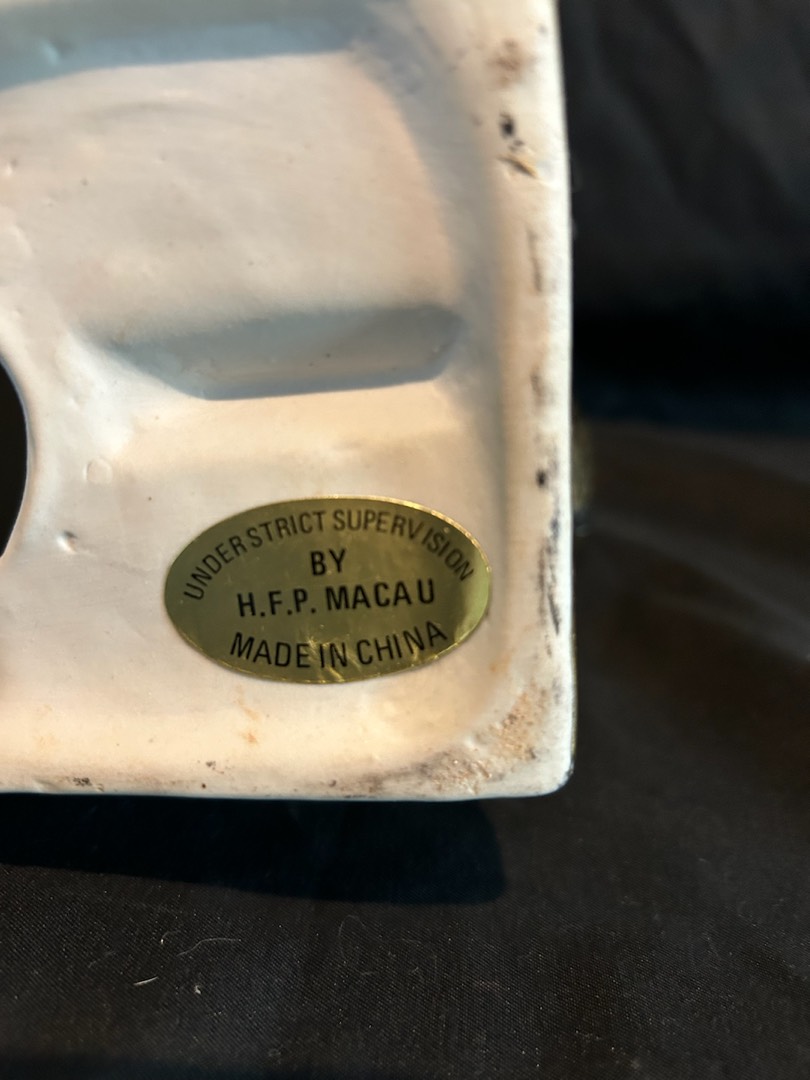 UNDER STRICT SUPERVISION
BY
H.F.P. MACAU
MADE IN CHINA